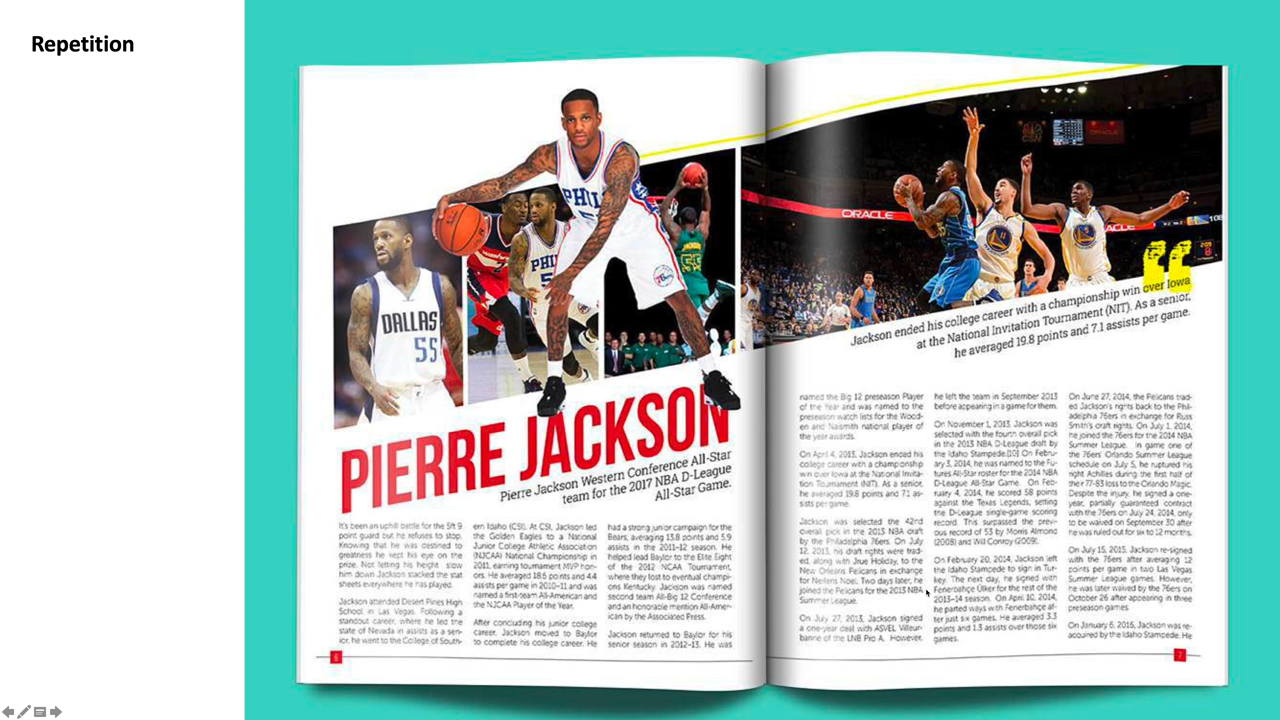 Repetition
PHIL
5
DALLAS
55
PHIL
5
ORACLE
ORACLE
PIERRE JACKSON
Pierre Jackson Western Conference All-Star
team for the 2017 NBA D-League
All-Star Game.
It's been an uphill battle for the 5ft 9
point guard but he refuses to stop.
Knowing that he was destined to
greatness he kept his eye on the
prize. Not letting his height slow
him down Jackson stacked the stat
sheets everywhere he has played.
Jackson attended Desert Pines High
School in Las Vegas. Following a
standout career, where he led the
state of Nevada in assists as a sen-
ior, he went to the College of South-
ern Idaho (CSI). At CSI, Jackson led
the Golden Eagles to a National
Junior College Athletic Association
(NJCAA) National Championship in
2011, earning tournament MVP hon-
ors. He averaged 18.6 points and 4.4
assists per game in 2010–11 and was
named a first-team All-American and
the NJCAA Player of the Year.
After concluding his junior college
career, Jackson moved to Baylor
to complete his college career. He
had a strong junior campaign for the
Bears, averaging 13.8 points and 5.9
assists in the 2011–12 season. He
helped lead Baylor to the Elite Eight
of the 2012 NCAA Tournament,
where they lost to eventual champi-
ons Kentucky. Jackson was named
second team All-Big 12 Conference
and an honorable mention All-Amer-
ican by the Associated Press.
Jackson returned to Baylor for his
senior season in 2012–13. He was
6
“
Jackson ended his college career with a championship win over Iowa
at the National Invitation Tournament (NIT). As a senior,
he averaged 19.8 points and 7.1 assists per game.
named the Big 12 preseason Player
of the Year and was named to the
preseason watch lists for the Wood-
en and Naismith national player of
the year awards.
On April 4, 2013, Jackson ended his
college career with a championship
win over Iowa at the National Invita-
tion Tournament (NIT). As a senior,
he averaged 19.8 points and 7.1 as-
sists per game.
Jackson was selected the 42nd
overall pick in the 2013 NBA draft
by the Philadelphia 76ers. On July
12, 2013, his draft rights were trad-
ed, along with Jrue Holiday, to the
New Orleans Pelicans in exchange
for Nerlens Noel. Two days later, he
joined the Pelicans for the 2013 NBA
Summer League.
On July 27, 2013, Jackson signed
a one-year deal with ASVEL Villeur-
banne of the LNB Pro A. However,
he left the team in September 2013
before appearing in a game for them.
On November 1, 2013, Jackson was
selected with the fourth overall pick
in the 2013 NBA D-League draft by
the Idaho Stampede.[10] On Febru-
ary 3, 2014, he was named to the Fu-
tures All-Star roster for the 2014 NBA
D-League All-Star Game. On Feb-
ruary 4, 2014, he scored 58 points
against the Texas Legends, setting
the D-League single-game scoring
record. This surpassed the previ-
ous record of 53 by Morris Almond
(2008) and Will Conroy (2009).
On February 20, 2014, Jackson left
the Idaho Stampede to sign in Tur-
key. The next day, he signed with
Fenerbahçe Ülker for the rest of the
2013–14 season. On April 10, 2014,
he parted ways with Fenerbahçe af-
ter just six games. He averaged 3.3
points and 1.3 assists over those six
games.
On June 27, 2014, the Pelicans trad-
ed Jackson's rights back to the Phil-
adelphia 76ers in exchange for Russ
Smith's draft rights. On July 1, 2014,
he joined the 76ers for the 2014 NBA
Summer League. In game one of
the 76ers' Orlando Summer League
schedule on July 5, he ruptured his
right Achilles during the first half of
their 77-83 loss to the Orlando Magic.
Despite the injury, he signed a one-
year, partially guaranteed contract
with the 76ers on July 24, 2014, only
to be waived on September 30 after
he was ruled out for six to 12 months.
On July 15, 2015, Jackson re-signed
with the 76ers after averaging 12
points per game in two Las Vegas
Summer League games. However,
he was later waived by the 76ers on
October 26 after appearing in three
preseason games.
On January 6, 2016, Jackson was re-
acquired by the Idaho Stampede. He
7